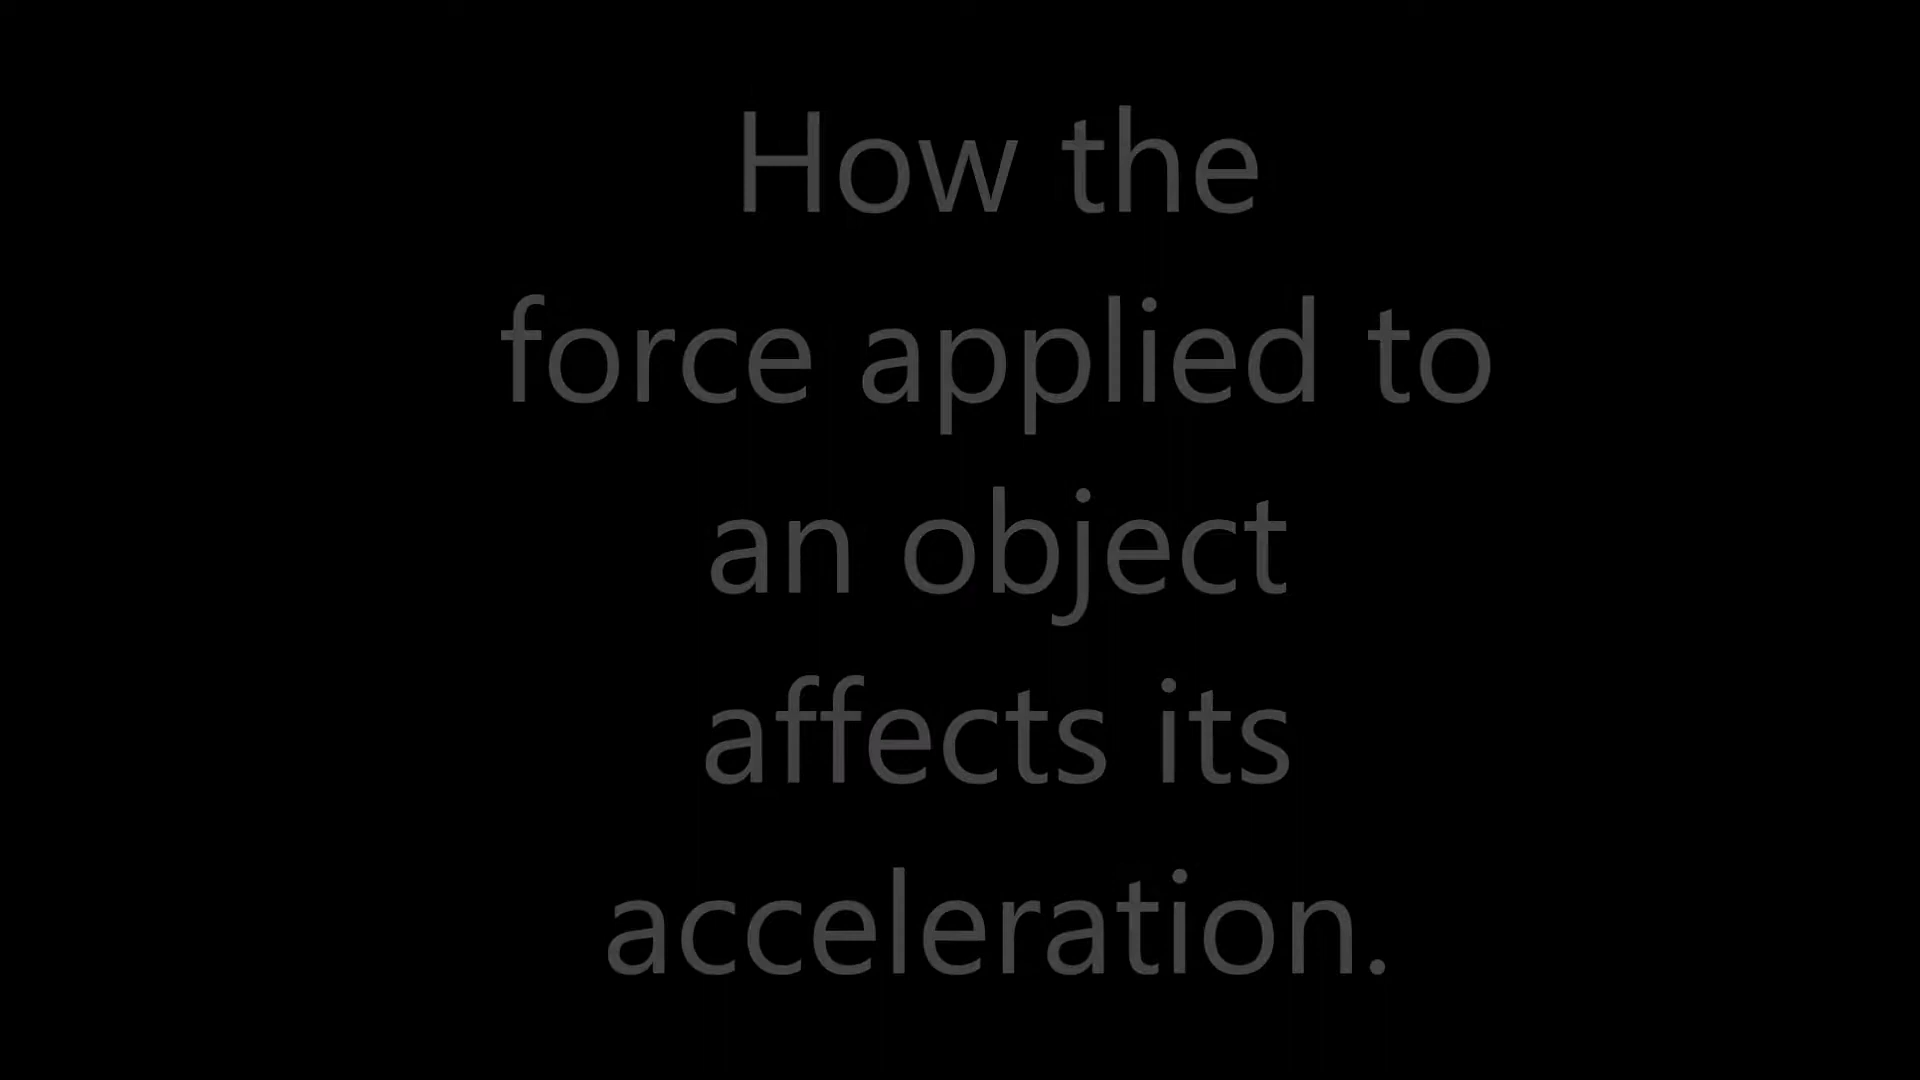 How the
force applied to
an object
affects its
acceleration.